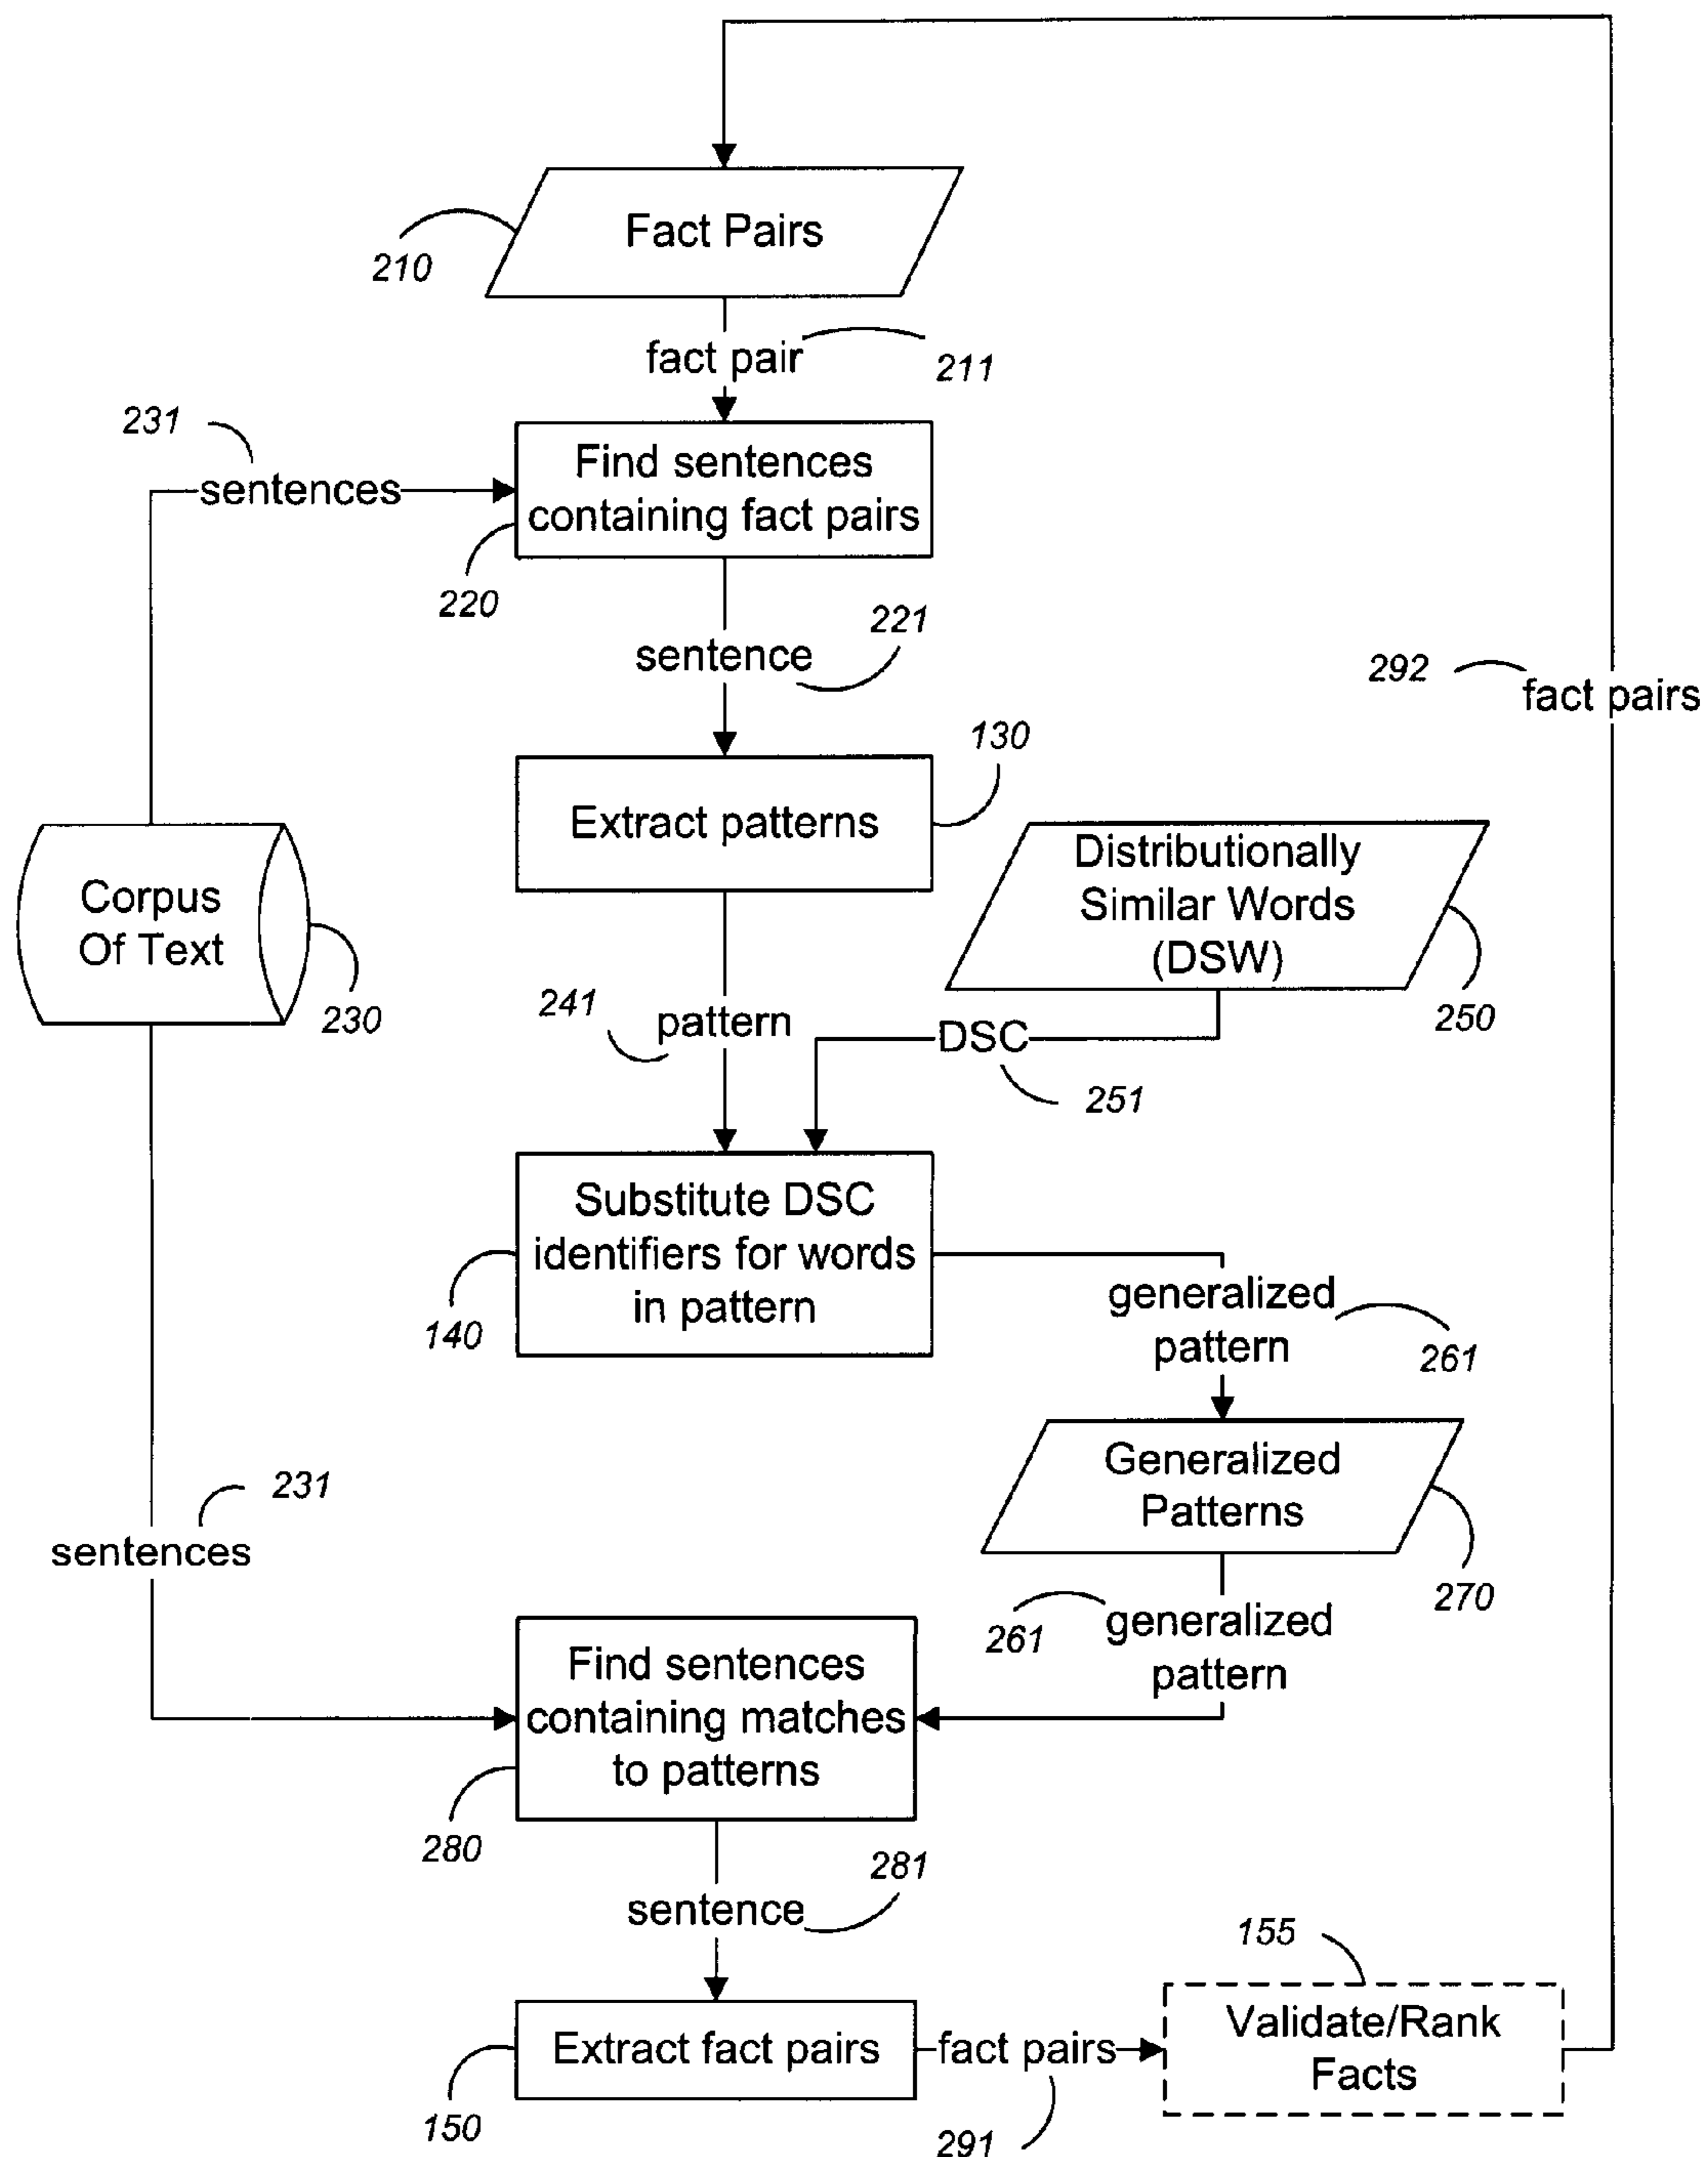 Fact Pairs
210
fact pair
211
231
sentences
Find sentences
containing fact pairs
220
221
sentence
292
fact pairs
130
Extract patterns
Distributionally
Similar Words
(DSW)
250
Corpus
Of Text
230
241
pattern
DSC
251
Substitute DSC
identifiers for words
in pattern
140
generalized
pattern
261
Generalized
Patterns
270
231
sentences
261
generalized
pattern
Find sentences
containing matches
to patterns
280
281
sentence
155
Extract fact pairs
fact pairs
Validate/Rank
Facts
150
291